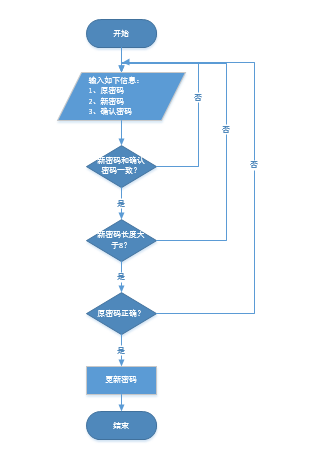 开始
输入如下信息：
1、原密码
2、新密码
3、确认密码
否
新密码和确认
密码一致？
否
是
否
新密码长度大
于8？
是
原密码正确？
是
更新密码
结束